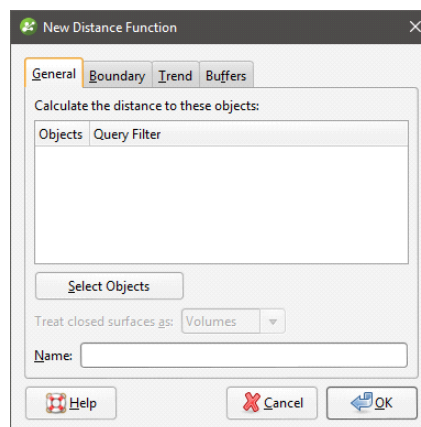 New Distance Function
General Boundary Trend Buffers
Calculate the distance to these objects:
Objects Query Filter
Select Objects
Treat closed surfaces as: Volumes
Name:
Help Cancel OK